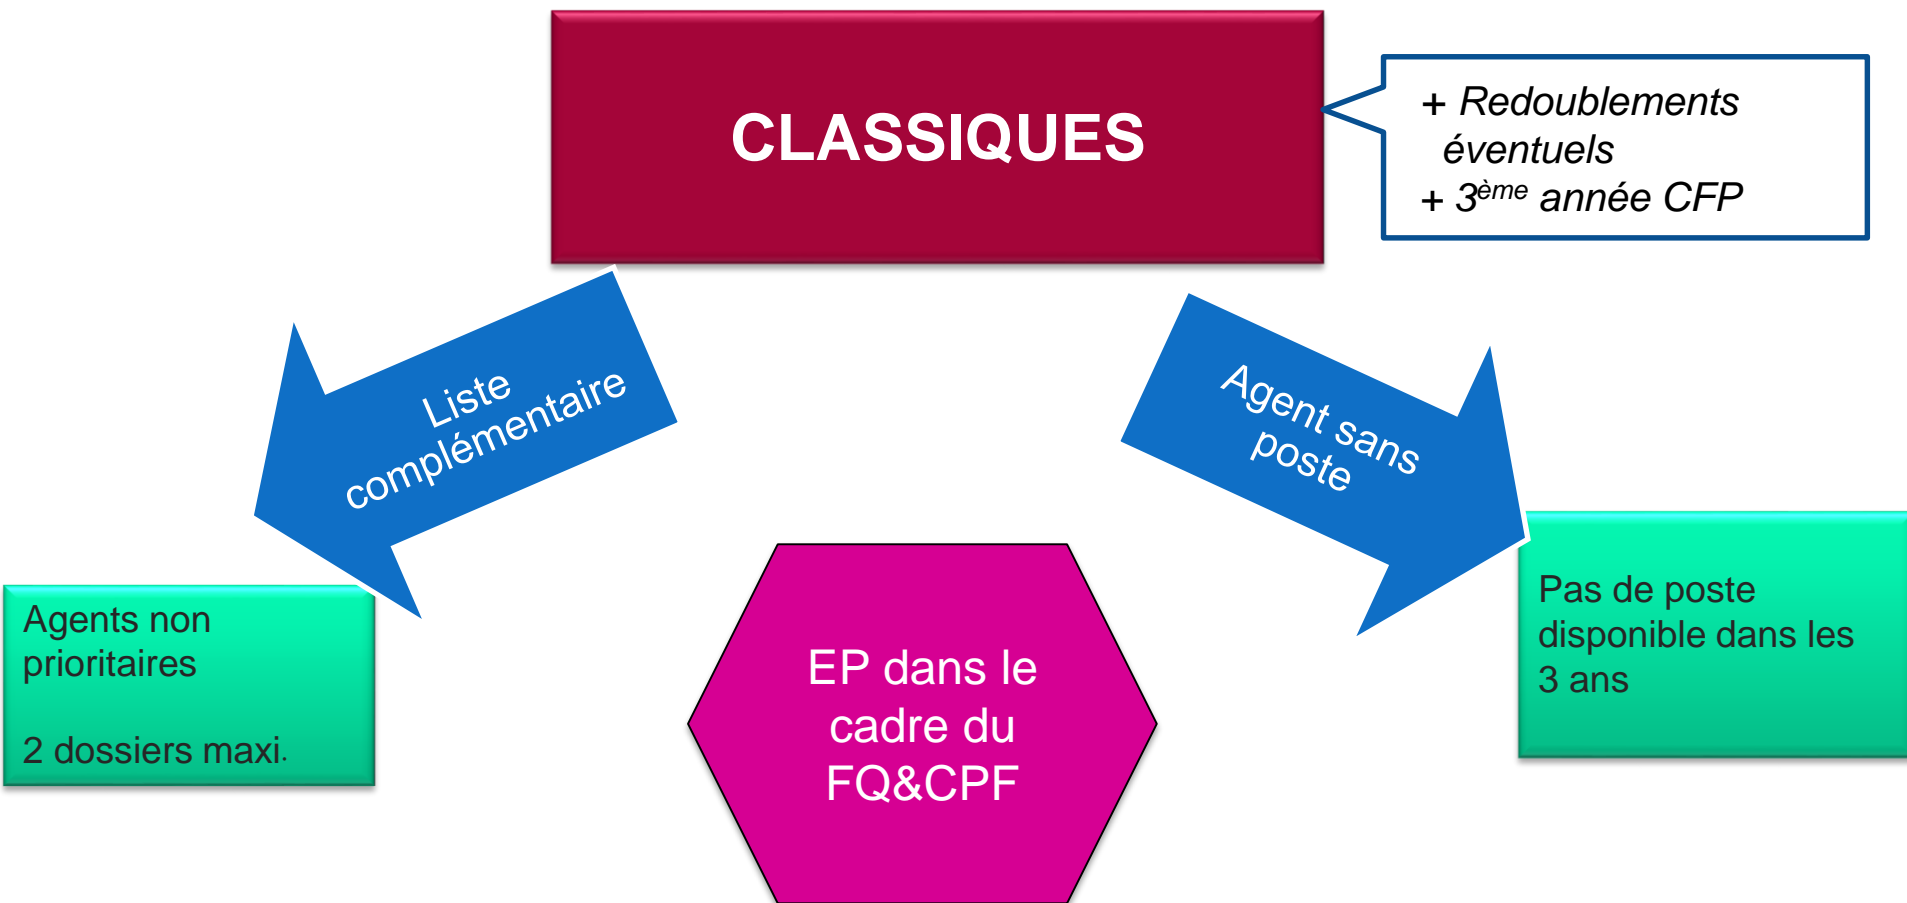 CLASSIQUES
+ Redoublements
éventuels
+ 3ème année CFP
Liste
complémentaire
Agent sans
poste
Agents non
prioritaires
2 dossiers maxi.
EP dans le
cadre du
FQ&CPF
Pas de poste
disponible dans les
3 ans